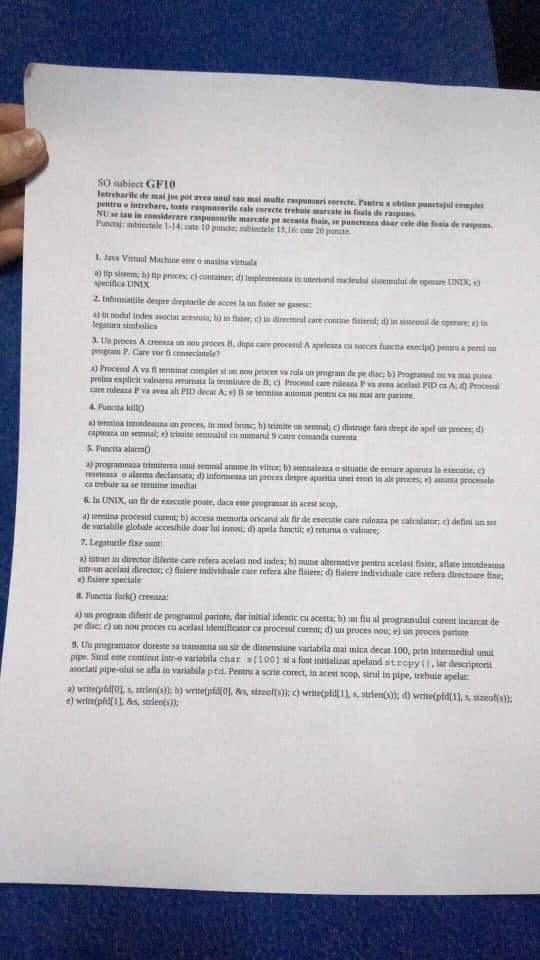 SO subiect GF10
Intrebarile de mai jos pot avea unul sau mai multe raspunsuri corecte. Pentru a obtine punctajul complet
pentru o intrebare, toate raspunsurile sale corecte trebuie marcate in foaia de raspuns.
NU se iau in considerare raspunsurile marcate pe aceasta foaie, se puncteaza doar cele din foaia de raspuns.
Punctaj: subiectele 1-14: cate 10 puncte; subiectele 15,16: cate 20 puncte.
1. Java Virtual Machine este o masina virtuala
a) tip sistem; b) tip proces; c) container; d) implementata in interiorul nucleului sistemului de operare UNIX; e)
specifica UNIX
2. Informatiile despre drepturile de acces la un fisier se gasesc:
a) in nodul index asociat acestuia; b) in fisier; c) in directorul care contine fisierul; d) in sistemul de operare; e) in
legatura simbolica
3. Un proces A creeaza un nou proces B, dupa care procesul A apeleaza cu succes functia execlp() pentru a porni un
program P. Care vor fi consecintele?
a) Procesul A va fi terminat complet si un nou proces va rula un program de pe disc; b) Programul nu va mai putea
prelua explicit valoarea returnata la terminare de B; c) Procesul care ruleaza P va avea acelasi PID ca A; d) Procesul
care ruleaza P va avea alt PID decat A; e) B se termina automat pentru ca nu mai are parinte.
4. Functia kill()
a) termina intotdeauna un proces, in mod brusc; b) trimite un semnal; c) distruge fara drept de apel un proces; d)
capteaza un semnal; e) trimite semnalul cu numarul 9 catre comanda curenta
5. Functia alarm()
a) programeaza trimiterea unui semnal anume in viitor; b) semnaleaza o situatie de eroare aparuta la executie; c)
reseteaza o alarma declansata; d) informeaza un proces despre aparitia unei erori in alt proces; e) anunta procesele
ca trebuie sa se termine imediat
6. In UNIX, un fir de executie poate, daca este programat in acest scop,
a) termina procesul curent; b) accesa memoria oricarui alt fir de executie care ruleaza pe calculator; c) defini un set
de variabile globale accesibile doar lui insusi; d) apela functii; e) returna o valoare;
7. Legaturile fixe sunt:
a) intrari in director diferite care refera acelasi nod index; b) nume alternative pentru acelasi fisier, aflate intotdeauna
intr-un acelasi director; c) fisiere individuale care refera alte fisiere; d) fisiere individuale care refera directoare fixe;
e) fisiere speciale
8. Functia fork() creeaza:
a) un program diferit de programul parinte, dar initial identic cu acesta; b) un fiu al programului curent incarcat de
pe disc; c) un nou proces cu acelasi identificator ca procesul curent; d) un proces nou; e) un proces parinte
9. Un programator doreste sa transmita un sir de dimensiune variabila mai mica decat 100, prin intermediul unui
pipe. Sirul este continut intr-o variabila char s[100] si a fost initializat apeland strcpy(), iar descriptorii
asociati pipe-ului se afla in variabila pfd. Pentru a scrie corect, in acest scop, sirul in pipe, trebuie apelat:
a) write(pfd[0], s, strlen(s)); b) write(pfd[0], &s, sizeof(s)); c) write(pfd[1], s, strlen(s)); d) write(pfd[1], s, sizeof(s));
e) write(pfd[1], &s, strlen(s));